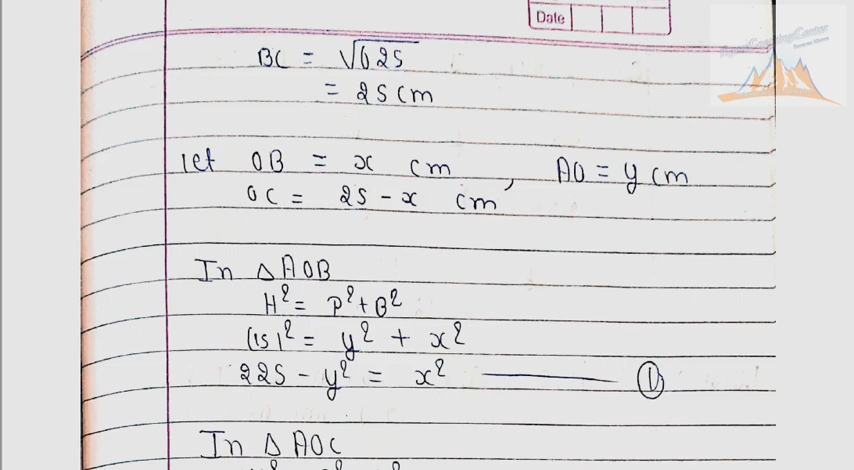 Date
BC = √625
= 25 cm
let OB = x cm, AO = y cm
OC = 25 - x cm
In △AOB
H² = P² + B²
(15)² = y² + x²
225 - y² = x² ——— ①
In △AOC